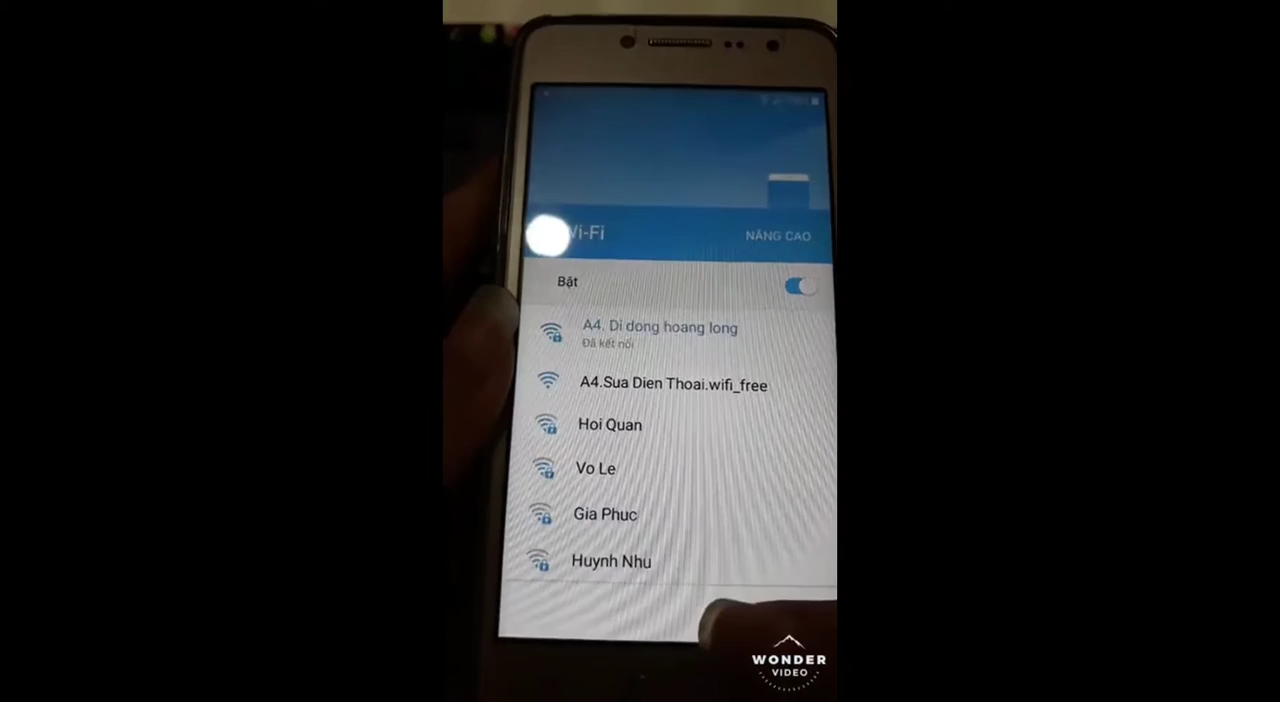 Wi-Fi
NÂNG CAO
Bật
A4. Di dong hoang long
Đã kết nối
A4.Sua Dien Thoai.wifi_free
Hoi Quan
Vo Le
Gia Phuc
Huynh Nhu
WONDER
VIDEO